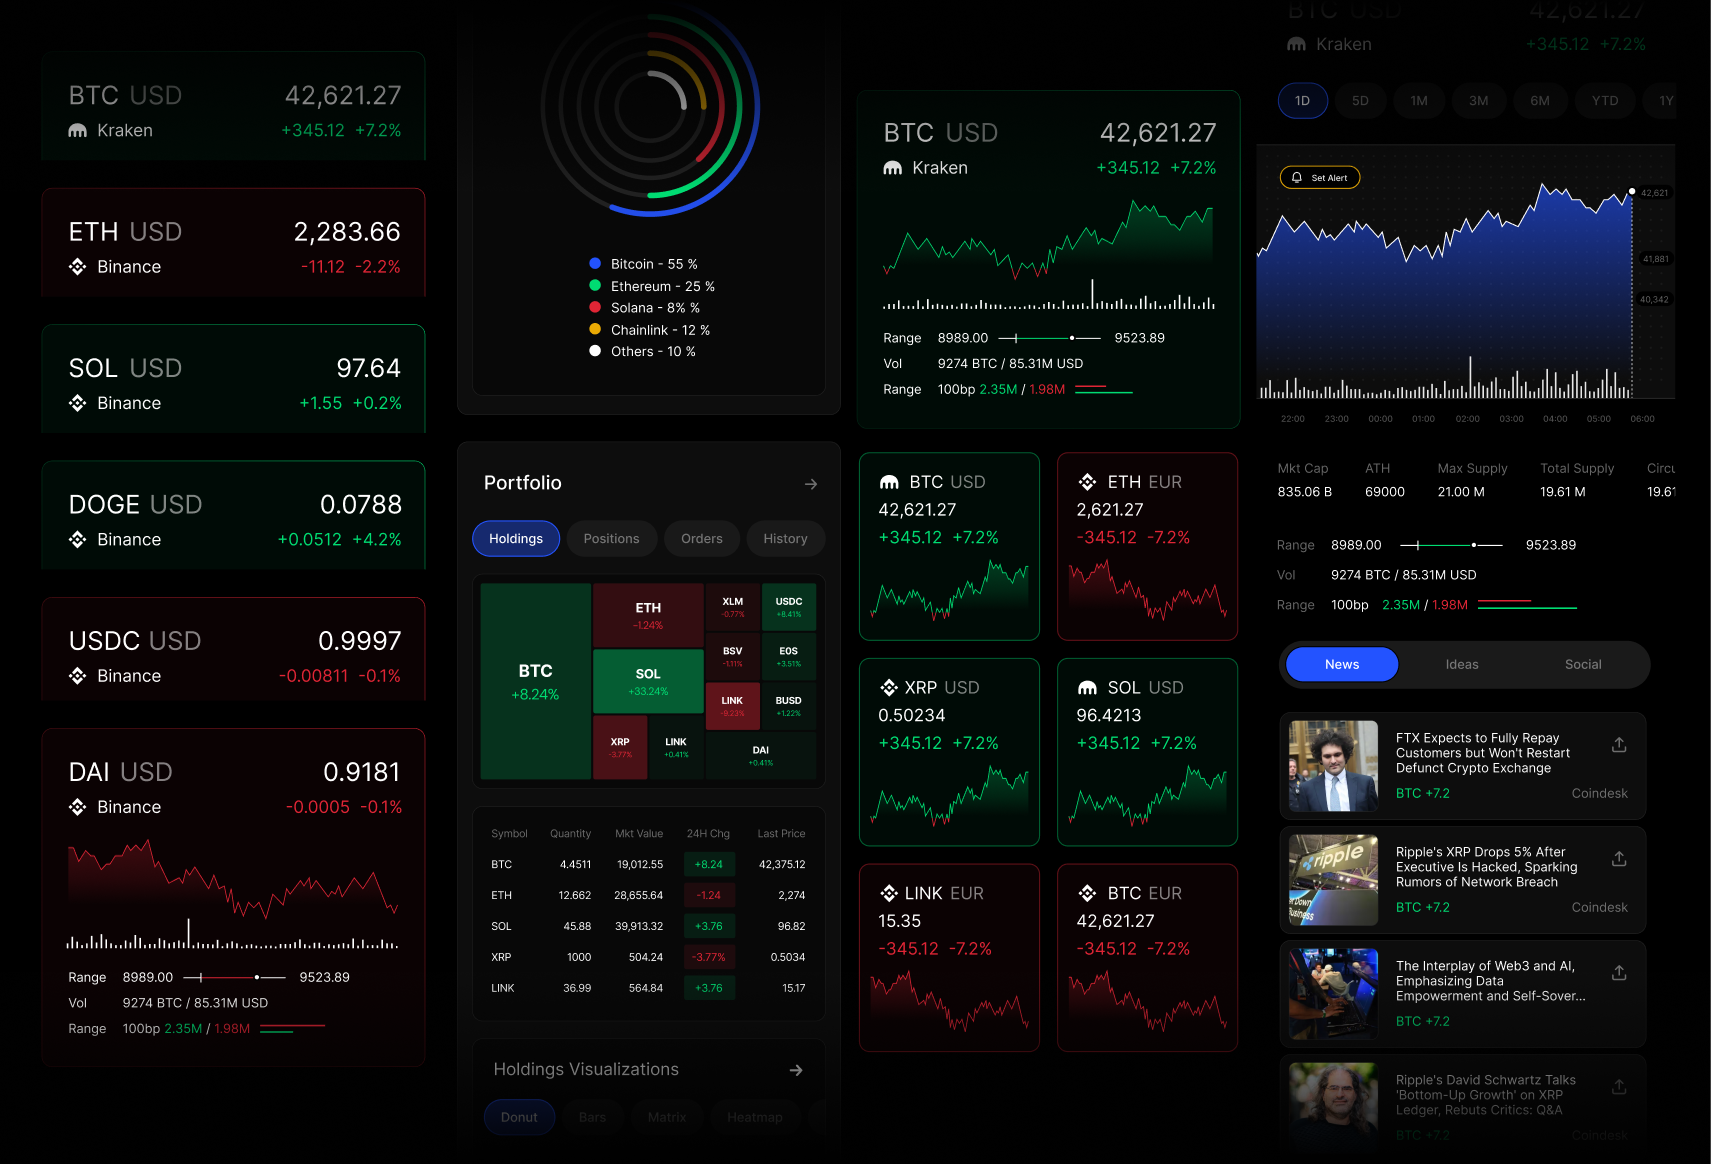 BTC USD 42,621.27
Kraken +345.12 +7.2%
ETH USD 2,283.66
Binance -11.12 -2.2%
SOL USD 97.64
Binance +1.55 +0.2%
DOGE USD 0.0788
Binance +0.0512 +4.2%
USDC USD 0.9997
Binance -0.00811 -0.1%
DAI USD 0.9181
Binance -0.0005 -0.1%
Range 8989.00 9523.89
Vol 9274 BTC / 85.31M USD
Range 100bp 2.35M / 1.98M
Bitcoin - 55 %
Ethereum - 25 %
Solana - 8% %
Chainlink - 12 %
Others - 10 %
Portfolio
Holdings Positions Orders History
BTC
+8.24%
ETH
-1.24%
SOL
+33.24%
XRP
-3.77%
LINK
+0.41%
XLM
-0.77%
USDC
+8.41%
BSV
-1.11%
EOS
+3.51%
LINK
-9.23%
BUSD
+1.22%
DAI
+0.41%
Symbol Quantity Mkt Value 24H Chg Last Price
BTC 4.4511 19,012.55 +8.24 42,375.12
ETH 12.662 28,655.64 -1.24 2,274
SOL 45.88 39,913.32 +3.76 96.82
XRP 1000 504.24 -3.77% 0.5034
LINK 36.99 564.84 +3.76 15.17
Holdings Visualizations
Donut Bars Matrix Heatmap
BTC USD 42,621.27
Kraken +345.12 +7.2%
Range 8989.00 9523.89
Vol 9274 BTC / 85.31M USD
Range 100bp 2.35M / 1.98M
BTC USD
42,621.27
+345.12 +7.2%
ETH EUR
2,621.27
-345.12 -7.2%
XRP USD
0.50234
+345.12 +7.2%
SOL USD
96.4213
+345.12 +7.2%
LINK EUR
15.35
-345.12 -7.2%
BTC EUR
42,621.27
-345.12 -7.2%
BTC USD 42,621.27
Kraken +345.12 +7.2%
1D 5D 1M 3M 6M YTD 1Y
Set Alert
42,621
41,881
40,342
22:00 23:00 00:00 01:00 02:00 03:00 04:00 05:00 06:00
Mkt Cap ATH Max Supply Total Supply Circu
835.06 B 69000 21.00 M 19.61 M 19.61
Range 8989.00 9523.89
Vol 9274 BTC / 85.31M USD
Range 100bp 2.35M / 1.98M
News Ideas Social
FTX Expects to Fully Repay
Customers but Won't Restart
Defunct Crypto Exchange
BTC +7.2 Coindesk
ripple
Ripple's XRP Drops 5% After
Executive Is Hacked, Sparking
Rumors of Network Breach
BTC +7.2 Coindesk
The Interplay of Web3 and AI,
Emphasizing Data
Empowerment and Self-Sover...
BTC +7.2
Ripple's David Schwartz Talks
'Bottom-Up Growth' on XRP
Ledger, Rebuts Critics: Q&A
BTC +7.2 Coindesk